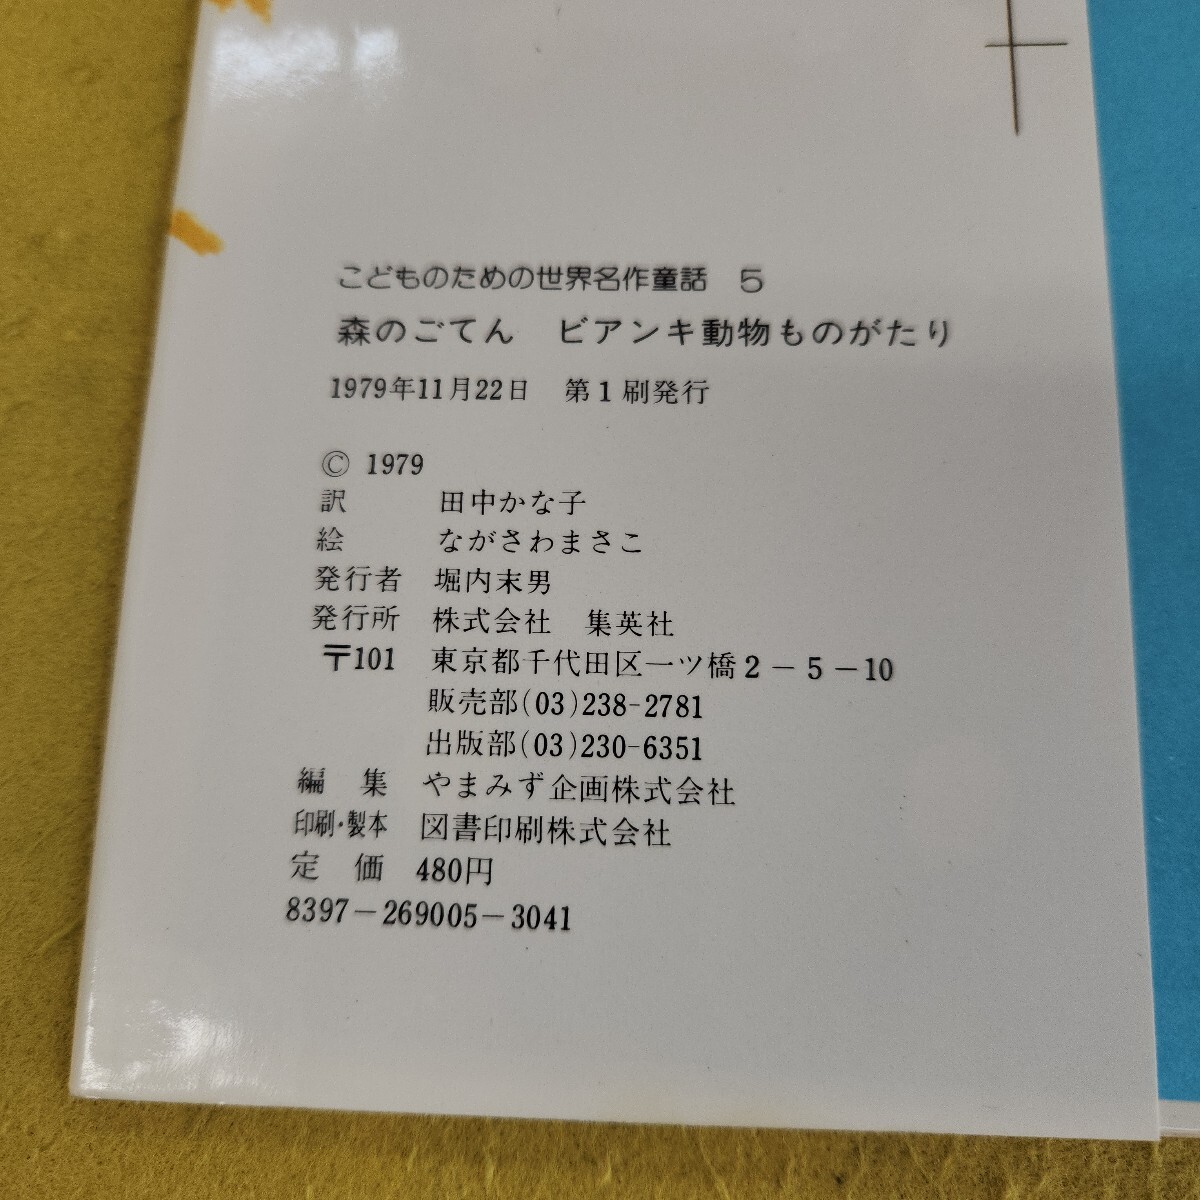 こどものための世界名作童話 5
森のごてん ビアンキ動物ものがたり
1979年11月22日 第1刷発行
© 1979
訳 田中かな子
絵 ながさわまさこ
発行者 堀内末男
発行所 株式会社 集英社
〒101 東京都千代田区一ツ橋2－5－10
販売部(03)238-2781
出版部(03)230-6351
編集 やまみず企画株式会社
印刷・製本 図書印刷株式会社
定価 480円
8397－269005－3041